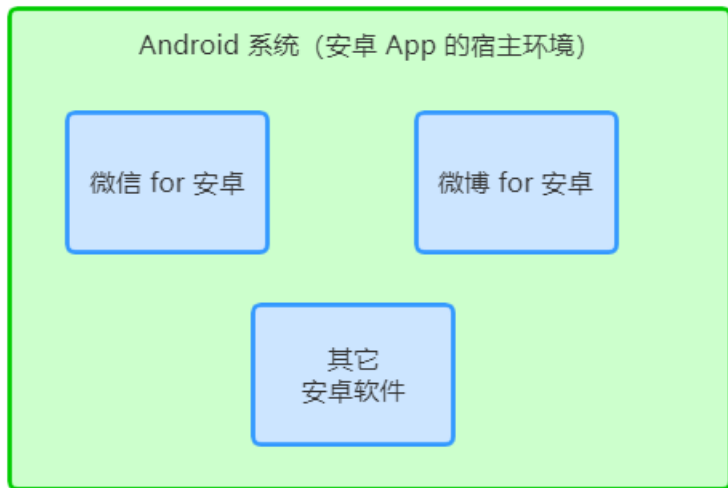 Android 系统（安卓 App 的宿主环境）
微信 for 安卓
微博 for 安卓
其它
安卓软件